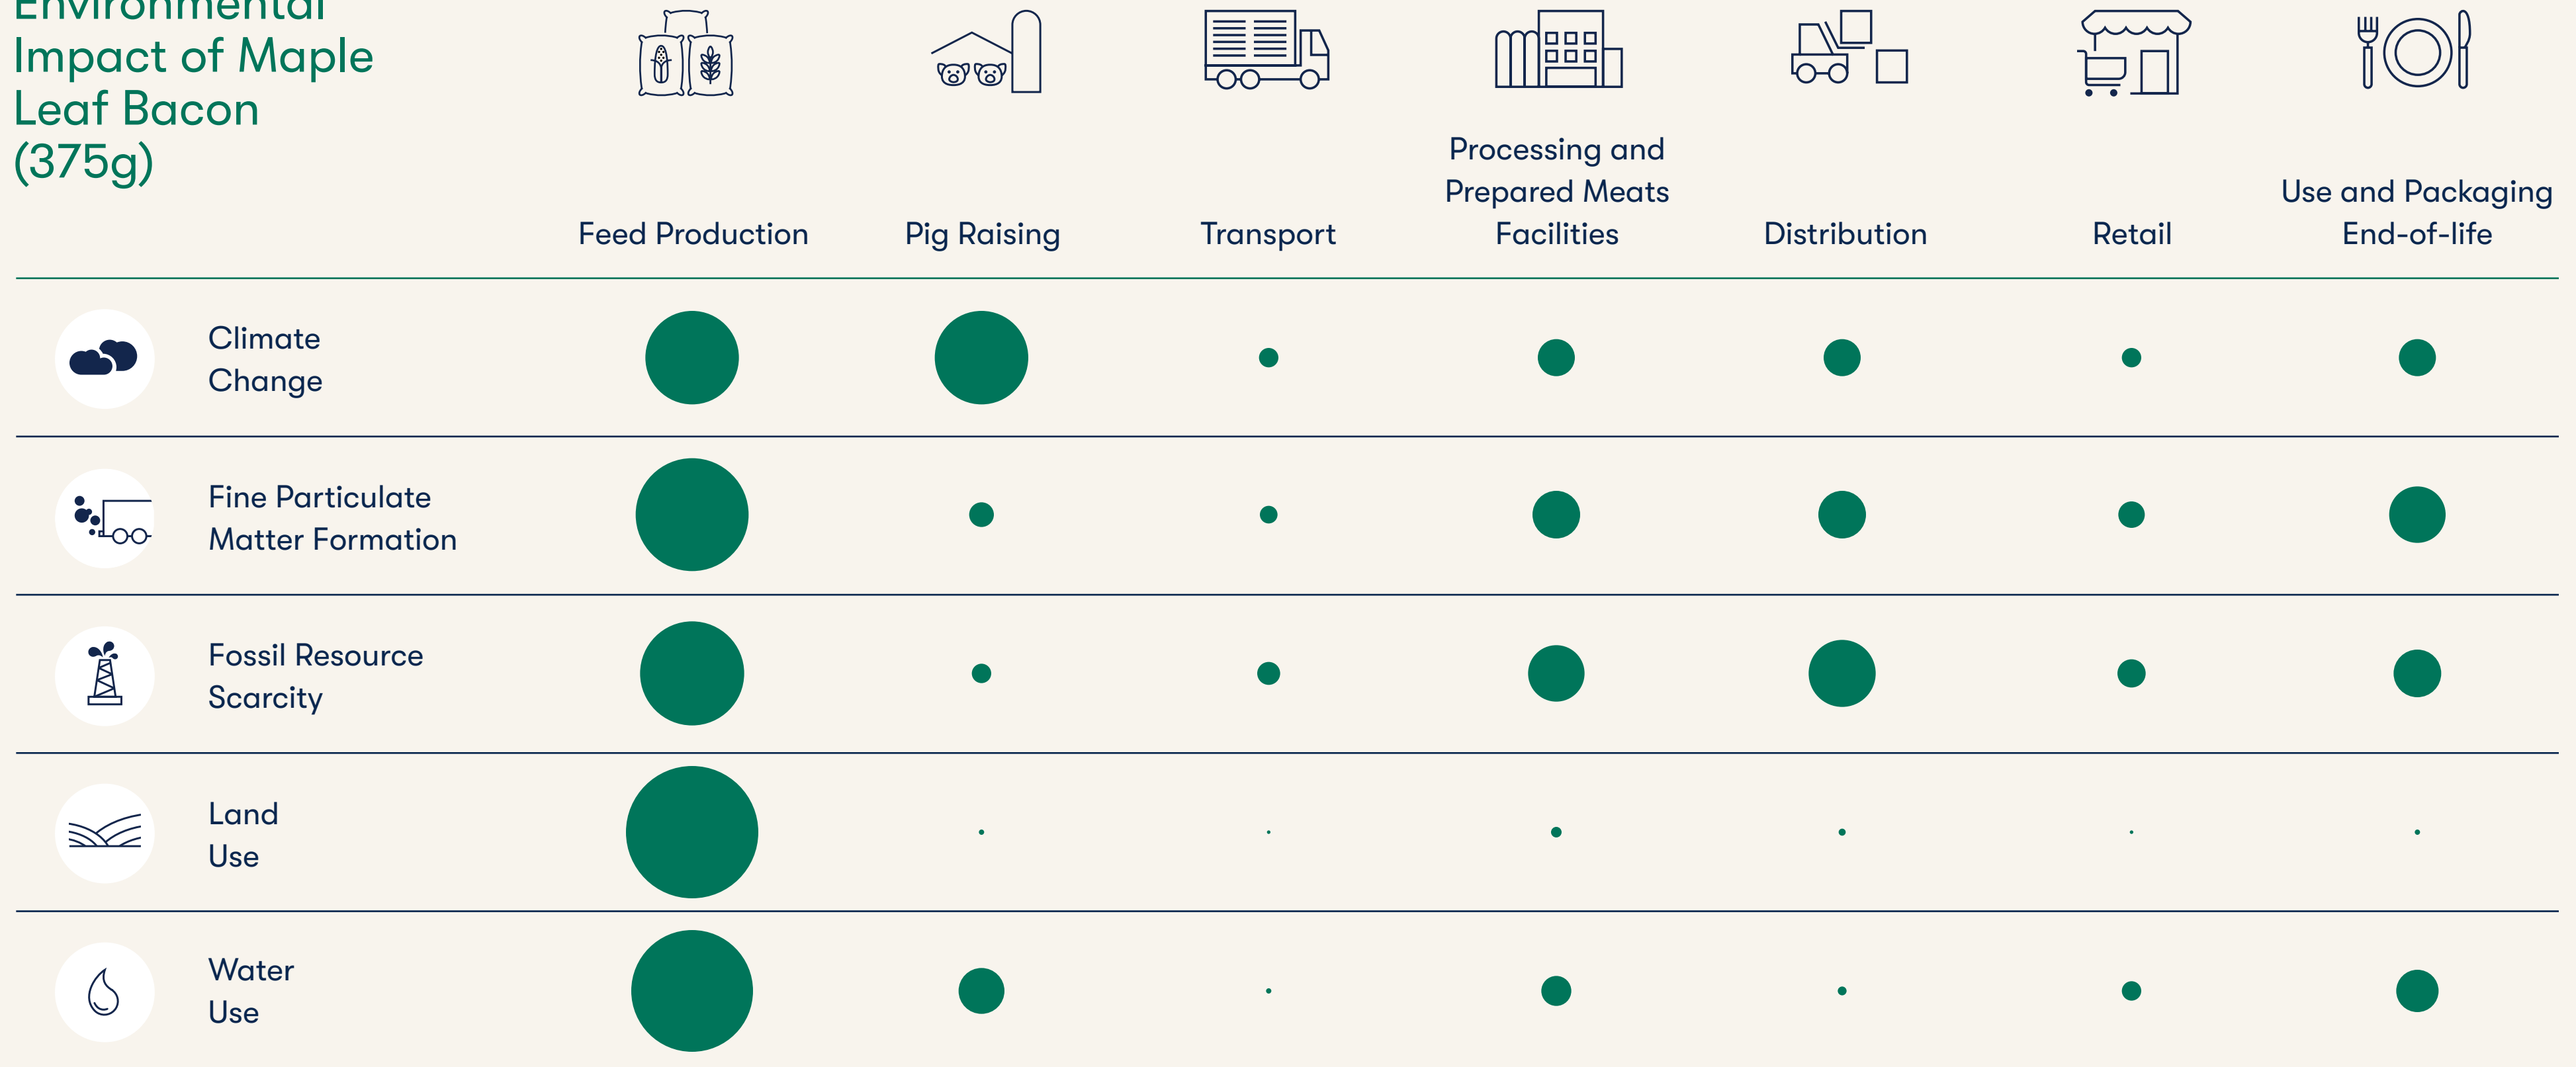 Environmental
Impact of Maple
Leaf Bacon
(375g)
Feed Production
Pig Raising
Transport
Processing and
Prepared Meats
Facilities
Distribution
Retail
Use and Packaging
End-of-life
Climate
Change
Fine Particulate
Matter Formation
Fossil Resource
Scarcity
Land
Use
Water
Use